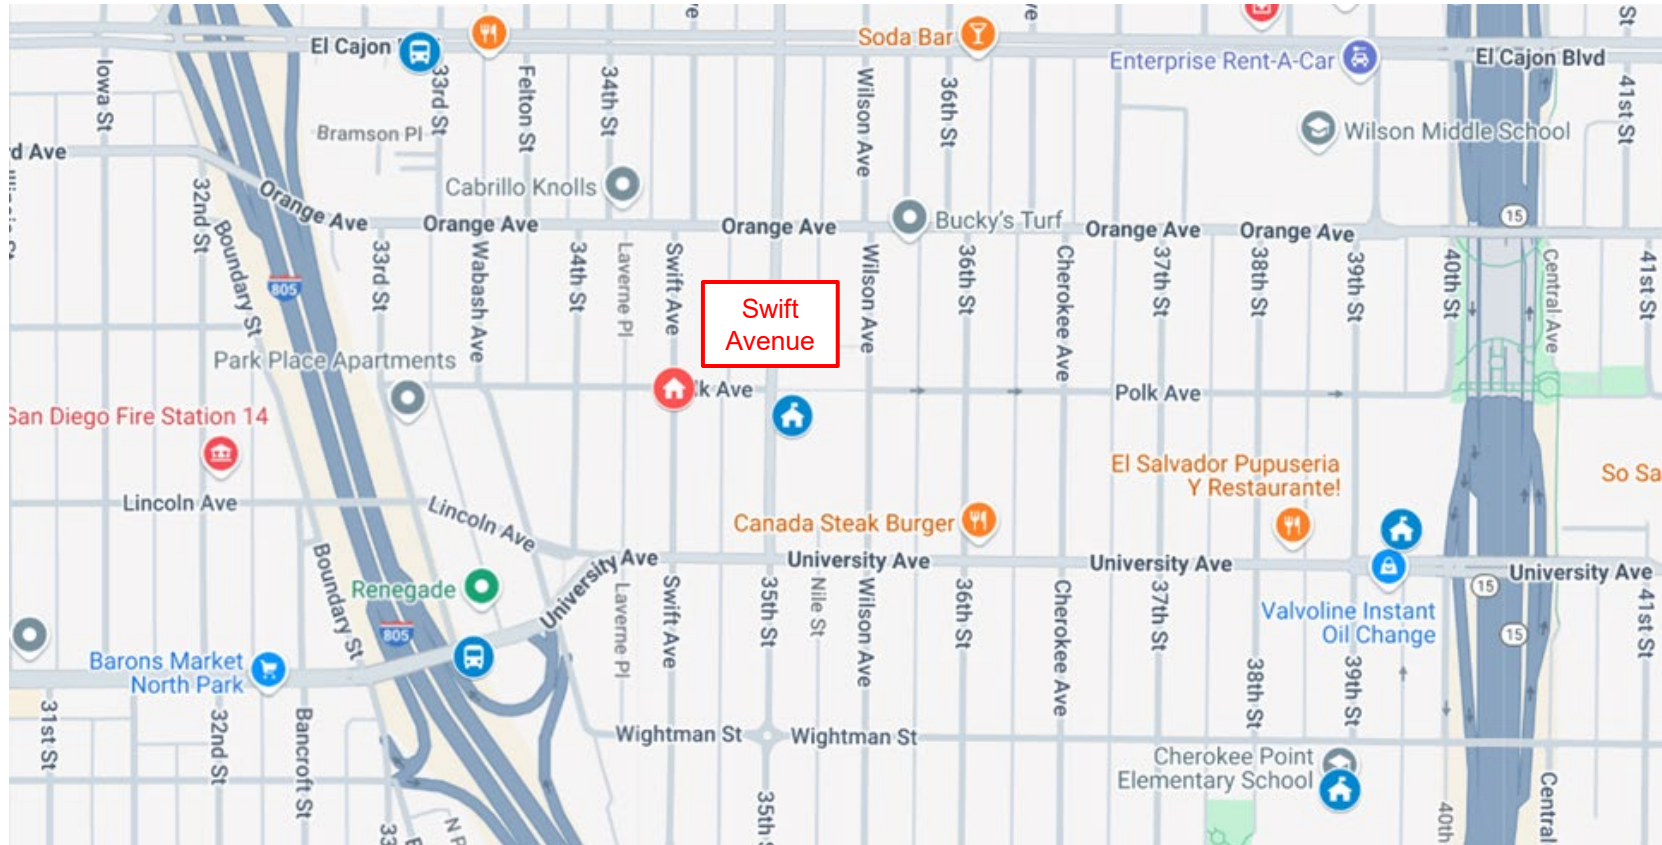 El Cajon
Soda Bar
Enterprise Rent-A-Car
El Cajon Blvd
St
Iowa St
33rd St
Felton St
34th St
Wilson Ave
36th St
41st St
Bramson Pl
Wilson Middle School
rd Ave
32nd St
Orange Ave
Cabrillo Knolls
Orange Ave
Orange Ave
Bucky's Turf
Orange Ave
Orange Ave
15
Boundary St
805
33rd St
Wabash Ave
34th St
Laverne Pl
Swift Ave
Swift
Avenue
Wilson Ave
36th St
Cherokee Ave
37th St
38th St
39th St
40th St
Central Ave
41st St
Park Place Apartments
k Ave
Polk Ave
San Diego Fire Station 14
El Salvador Pupuseria
Y Restaurante!
So Sa
Lincoln Ave
Lincoln Ave
Canada Steak Burger
University Ave
University Ave
University Ave
University Ave
Boundary St
Renegade
805
Laverne Pl
Swift Ave
35th St
Nile St
Wilson Ave
36th St
Cherokee Ave
37th St
15
Valvoline Instant
Oil Change
15
41st St
Barons Market
North Park
38th St
39th St
31st St
32nd St
Bancroft St
Wightman St
Wightman St
Cherokee Point
Elementary School
35th S
33
N P
40th
Central